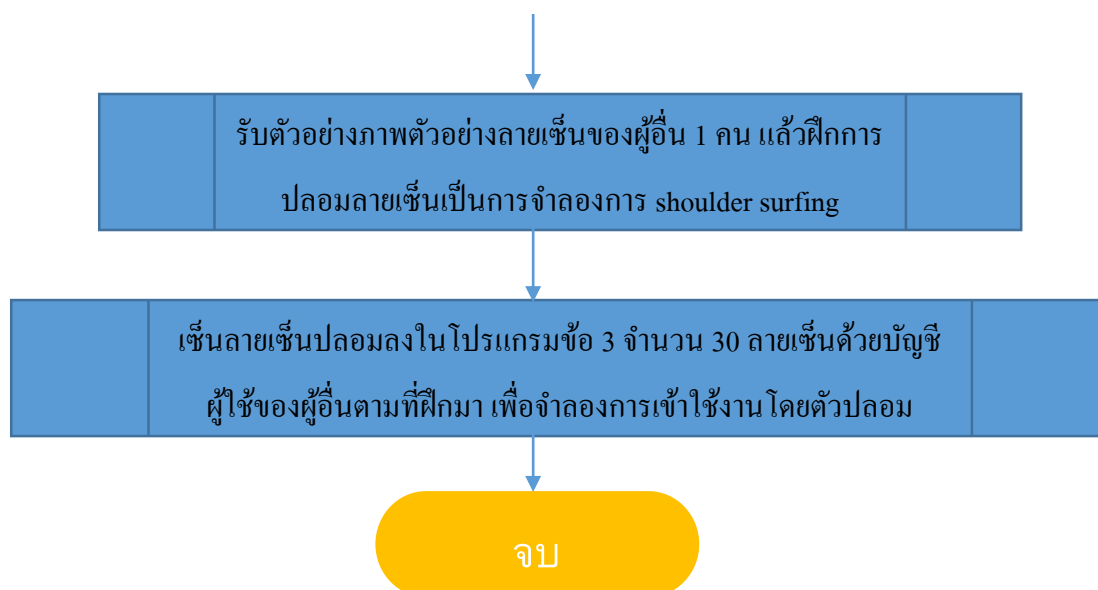 รับตัวอย่างภาพตัวอย่างลายเซ็นของผู้อื่น 1 คน แล้วฝึกการ
ปลอมลายเซ็นเป็นการจำลองการ shoulder surfing
เซ็นลายเซ็นปลอมลงในโปรแกรมข้อ 3 จำนวน 30 ลายเซ็นด้วยบัญชี
ผู้ใช้ของผู้อื่นตามที่ฝึกมา เพื่อจำลองการเข้าใช้งานโดยตัวปลอม
จบ